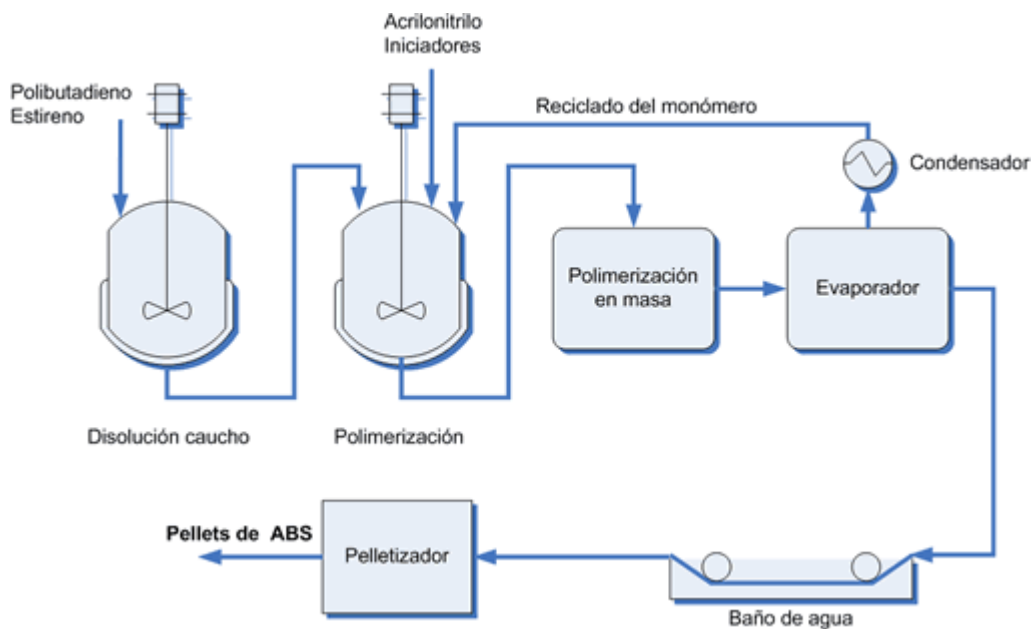 Acrilonitrilo
Iniciadores
Polibutadieno
Estireno
Reciclado del monómero
Condensador
Polimerización
en masa
Evaporador
Disolución caucho
Polimerización
Pellets de ABS
Pelletizador
Baño de agua